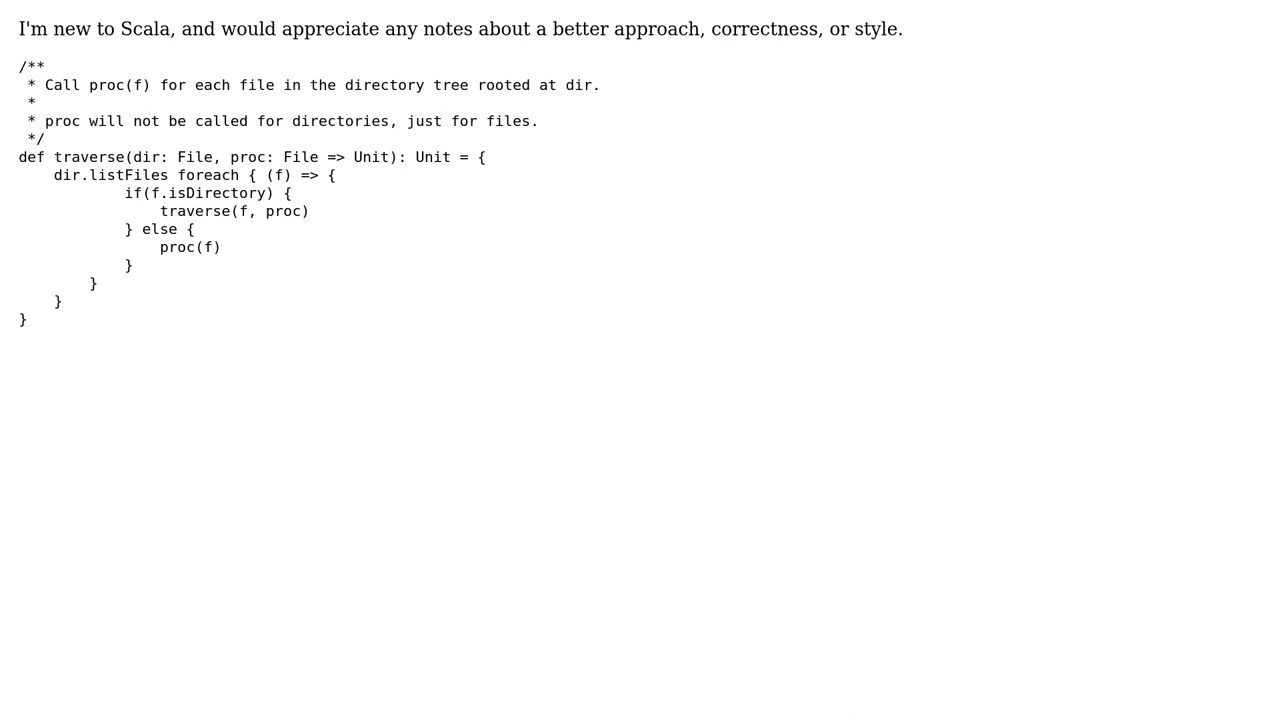 I'm new to Scala, and would appreciate any notes about a better approach, correctness, or style.
/**
 * Call proc(f) for each file in the directory tree rooted at dir.
 *
 * proc will not be called for directories, just for files.
 */
def traverse(dir: File, proc: File => Unit): Unit = {
    dir.listFiles foreach { (f) => {
            if(f.isDirectory) {
                traverse(f, proc)
            } else {
                proc(f)
            }
        }
    }
}